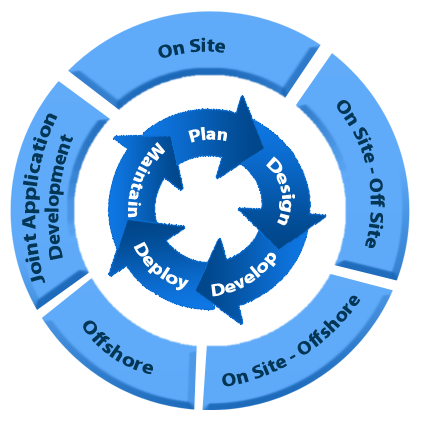 On Site
On Site - Off Site
On Site - Offshore
Offshore
Joint Application
Development
Plan
Design
Develop
Deploy
Maintain